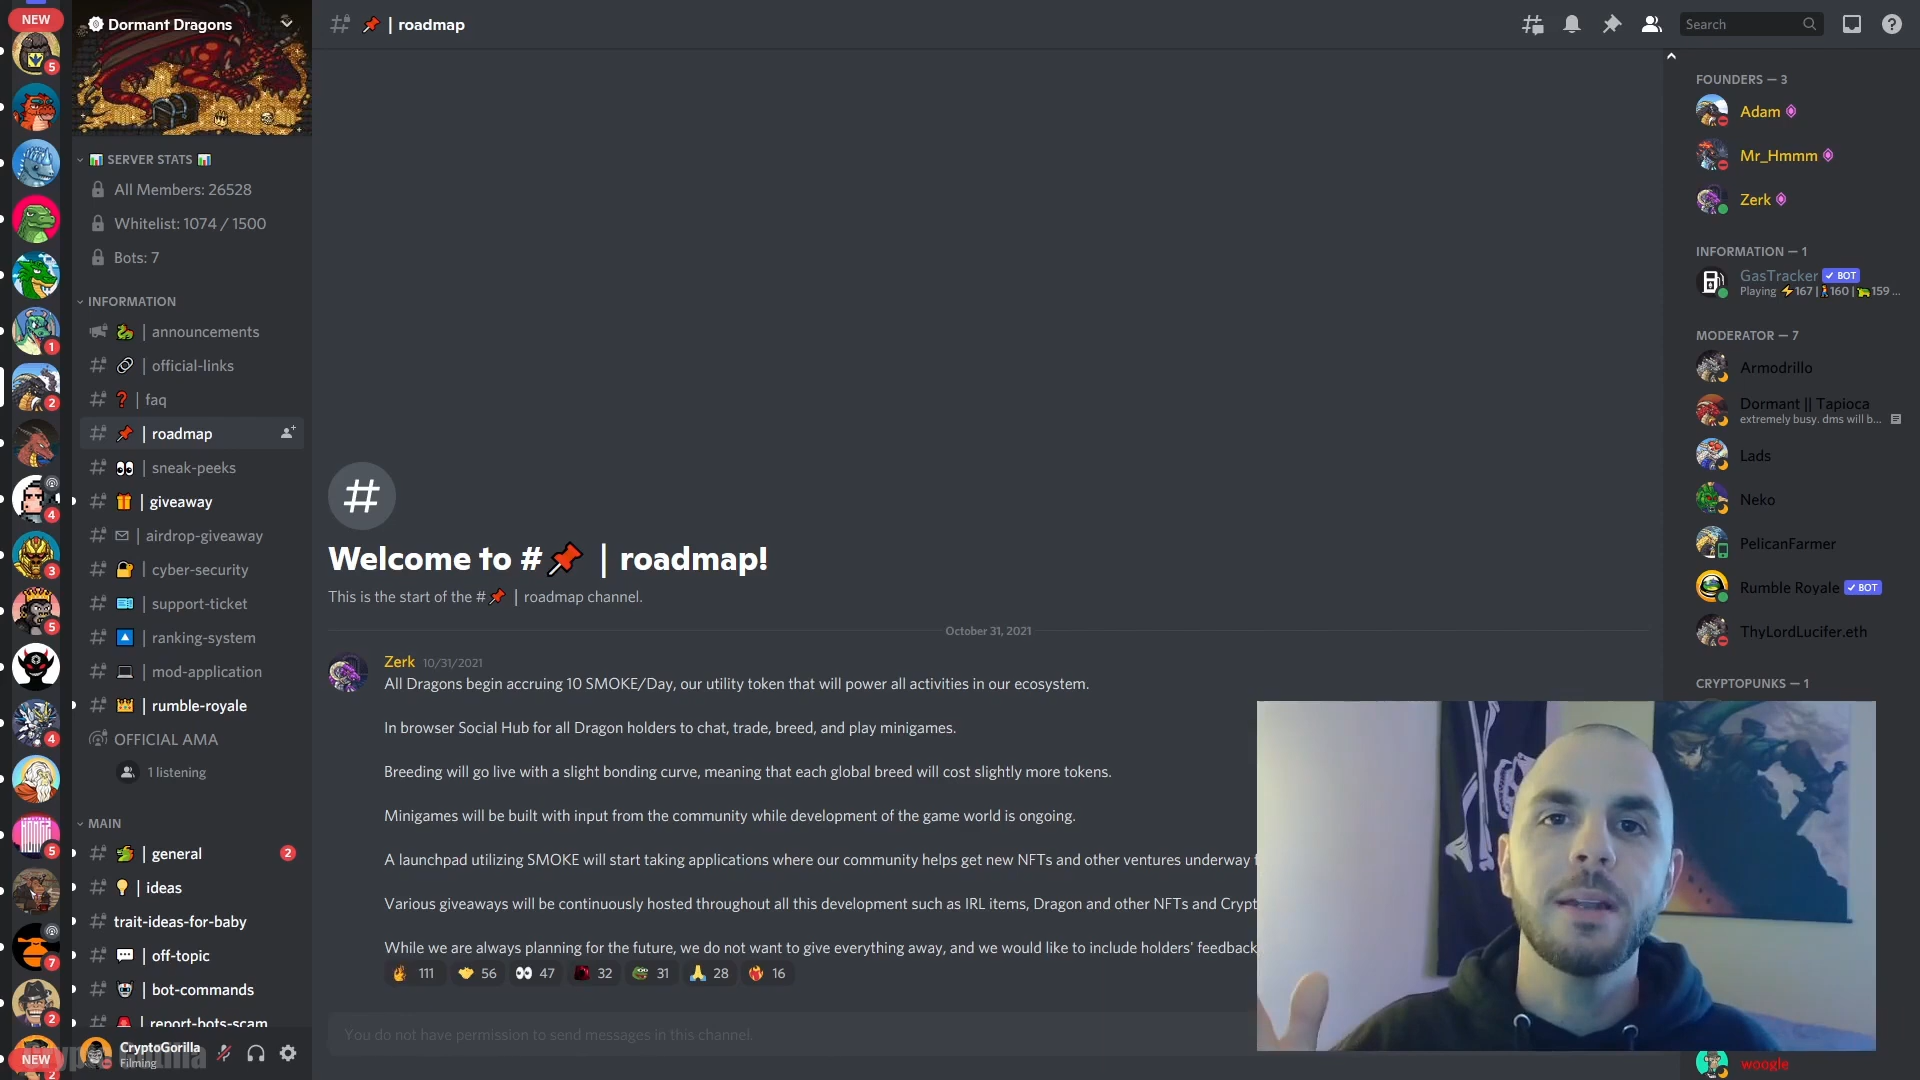 NEW
Dormant Dragons
| roadmap
Search
5
1
2
4
3
5
4
5
7
2
NEW
2
SERVER STATS
All Members: 26528
Whitelist: 1074 / 1500
Bots: 7
INFORMATION
| announcements
| official-links
| faq
| roadmap
| sneak-peeks
| giveaway
| airdrop-giveaway
| cyber-security
| support-ticket
| ranking-system
| mod-application
| rumble-royale
OFFICIAL AMA
1 listening
MAIN
| general
2
| ideas
trait-ideas-for-baby
| off-topic
| bot-commands
| report-bots-scam
CryptoGorilla
Filming
Welcome to # | roadmap!
This is the start of the # | roadmap channel.
October 31, 2021
Zerk 10/31/2021
All Dragons begin accruing 10 SMOKE/Day, our utility token that will power all activities in our ecosystem.
In browser Social Hub for all Dragon holders to chat, trade, breed, and play minigames.
Breeding will go live with a slight bonding curve, meaning that each global breed will cost slightly more tokens.
Minigames will be built with input from the community while development of the game world is ongoing.
A launchpad utilizing SMOKE will start taking applications where our community helps get new NFTs and other ventures underway
Various giveaways will be continuously hosted throughout all this development such as IRL items, Dragon and other NFTs and Crypt
While we are always planning for the future, we do not want to give everything away, and we would like to include holders' feedback
111 56 47 32 31 28 16
You do not have permission to send messages in this channel.
FOUNDERS — 3
Adam
Mr_Hmmm
Zerk
INFORMATION — 1
GasTracker BOT
Playing 167 | 160 | 159 ...
MODERATOR — 7
Armodrillo
Dormant || Tapioca
extremely busy. dms will b...
Lads
Neko
PelicanFarmer
Rumble Royale BOT
ThyLordLucifer.eth
CRYPTOPUNKS — 1
woogle